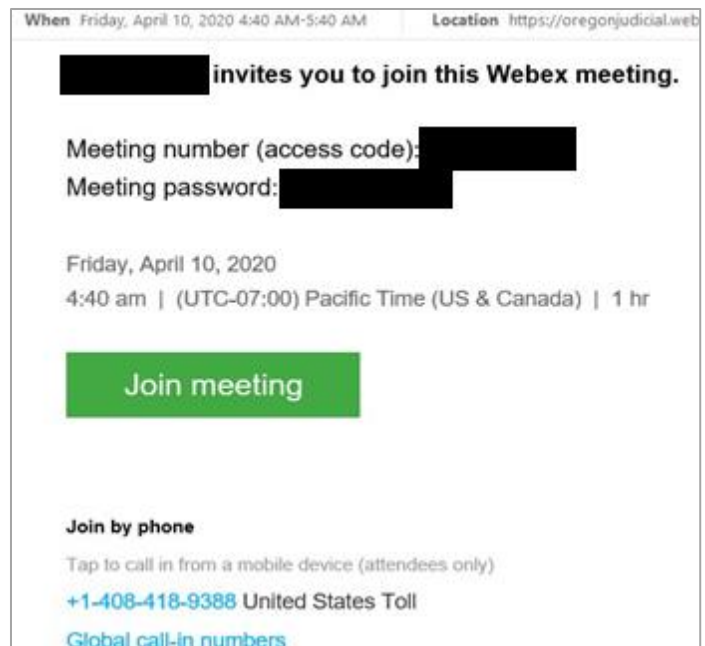 When Friday, April 10, 2020 4:40 AM-5:40 AM Location https://oregonjudicial.web
invites you to join this Webex meeting.
Meeting number (access code):
Meeting password:
Friday, April 10, 2020
4:40 am | (UTC-07:00) Pacific Time (US & Canada) | 1 hr
Join meeting
Join by phone
Tap to call in from a mobile device (attendees only)
+1-408-418-9388 United States Toll
Global call-in numbers